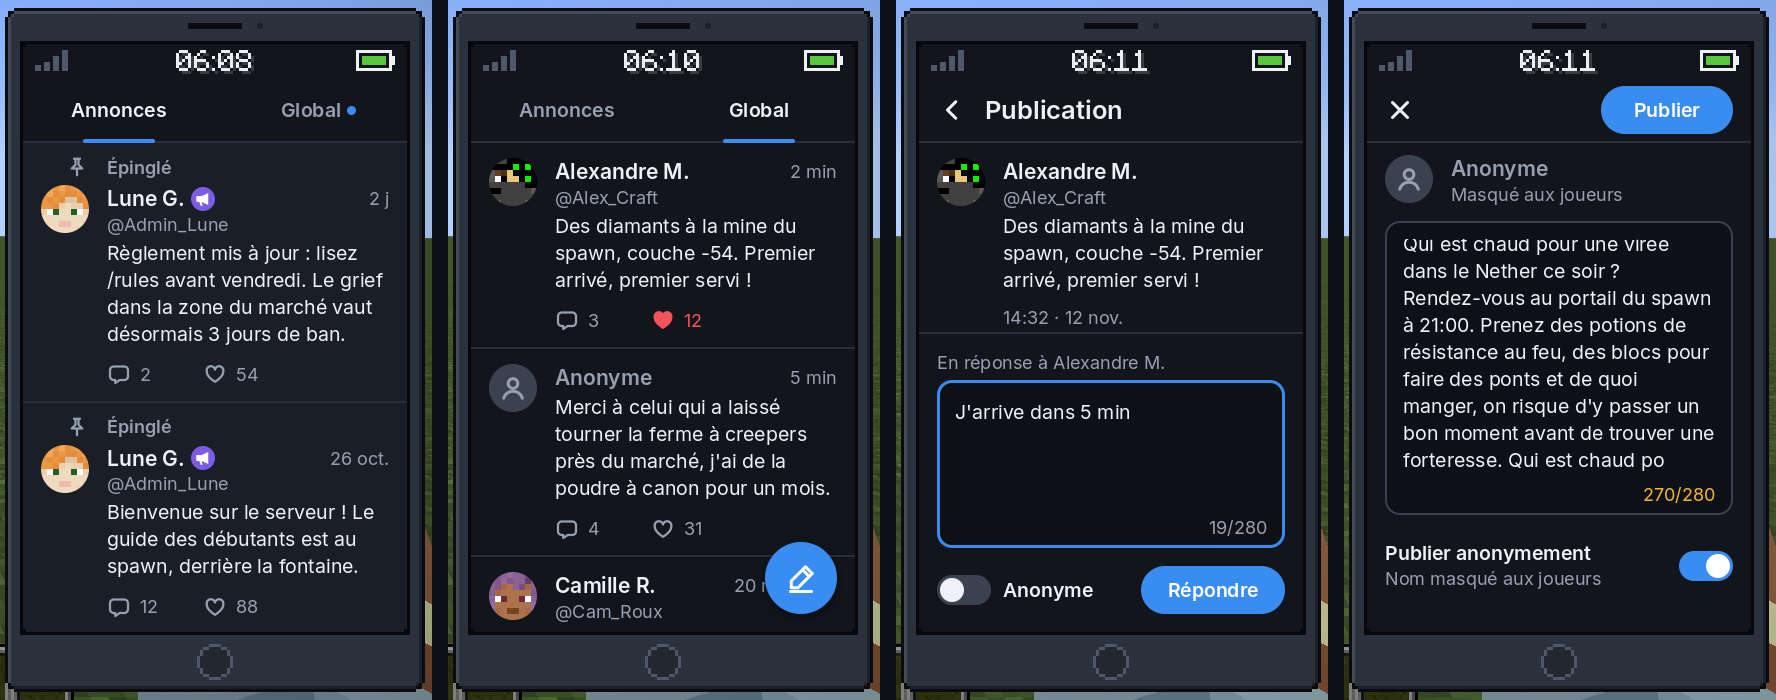 06:08
Annonces
Global
Épinglé
Lune G.
2 j
@Admin_Lune
Règlement mis à jour : lisez
/rules avant vendredi. Le grief
dans la zone du marché vaut
désormais 3 jours de ban.
2
54
Épinglé
Lune G.
26 oct.
@Admin_Lune
Bienvenue sur le serveur ! Le
guide des débutants est au
spawn, derrière la fontaine.
12
88
06:10
Annonces
Global
Alexandre M.
2 min
@Alex_Craft
Des diamants à la mine du
spawn, couche -54. Premier
arrivé, premier servi !
3
12
Anonyme
5 min
Merci à celui qui a laissé
tourner la ferme à creepers
près du marché, j'ai de la
poudre à canon pour un mois.
4
31
Camille R.
20
@Cam_Roux
06:11
Publication
Alexandre M.
@Alex_Craft
Des diamants à la mine du
spawn, couche -54. Premier
arrivé, premier servi !
14:32 · 12 nov.
En réponse à Alexandre M.
J'arrive dans 5 min
19/280
Anonyme
Répondre
06:11
Publier
Anonyme
Masqué aux joueurs
Qui est chaud pour une virée
dans le Nether ce soir ?
Rendez-vous au portail du spawn
à 21:00. Prenez des potions de
résistance au feu, des blocs pour
faire des ponts et de quoi
manger, on risque d'y passer un
bon moment avant de trouver une
forteresse. Qui est chaud po
270/280
Publier anonymement
Nom masqué aux joueurs